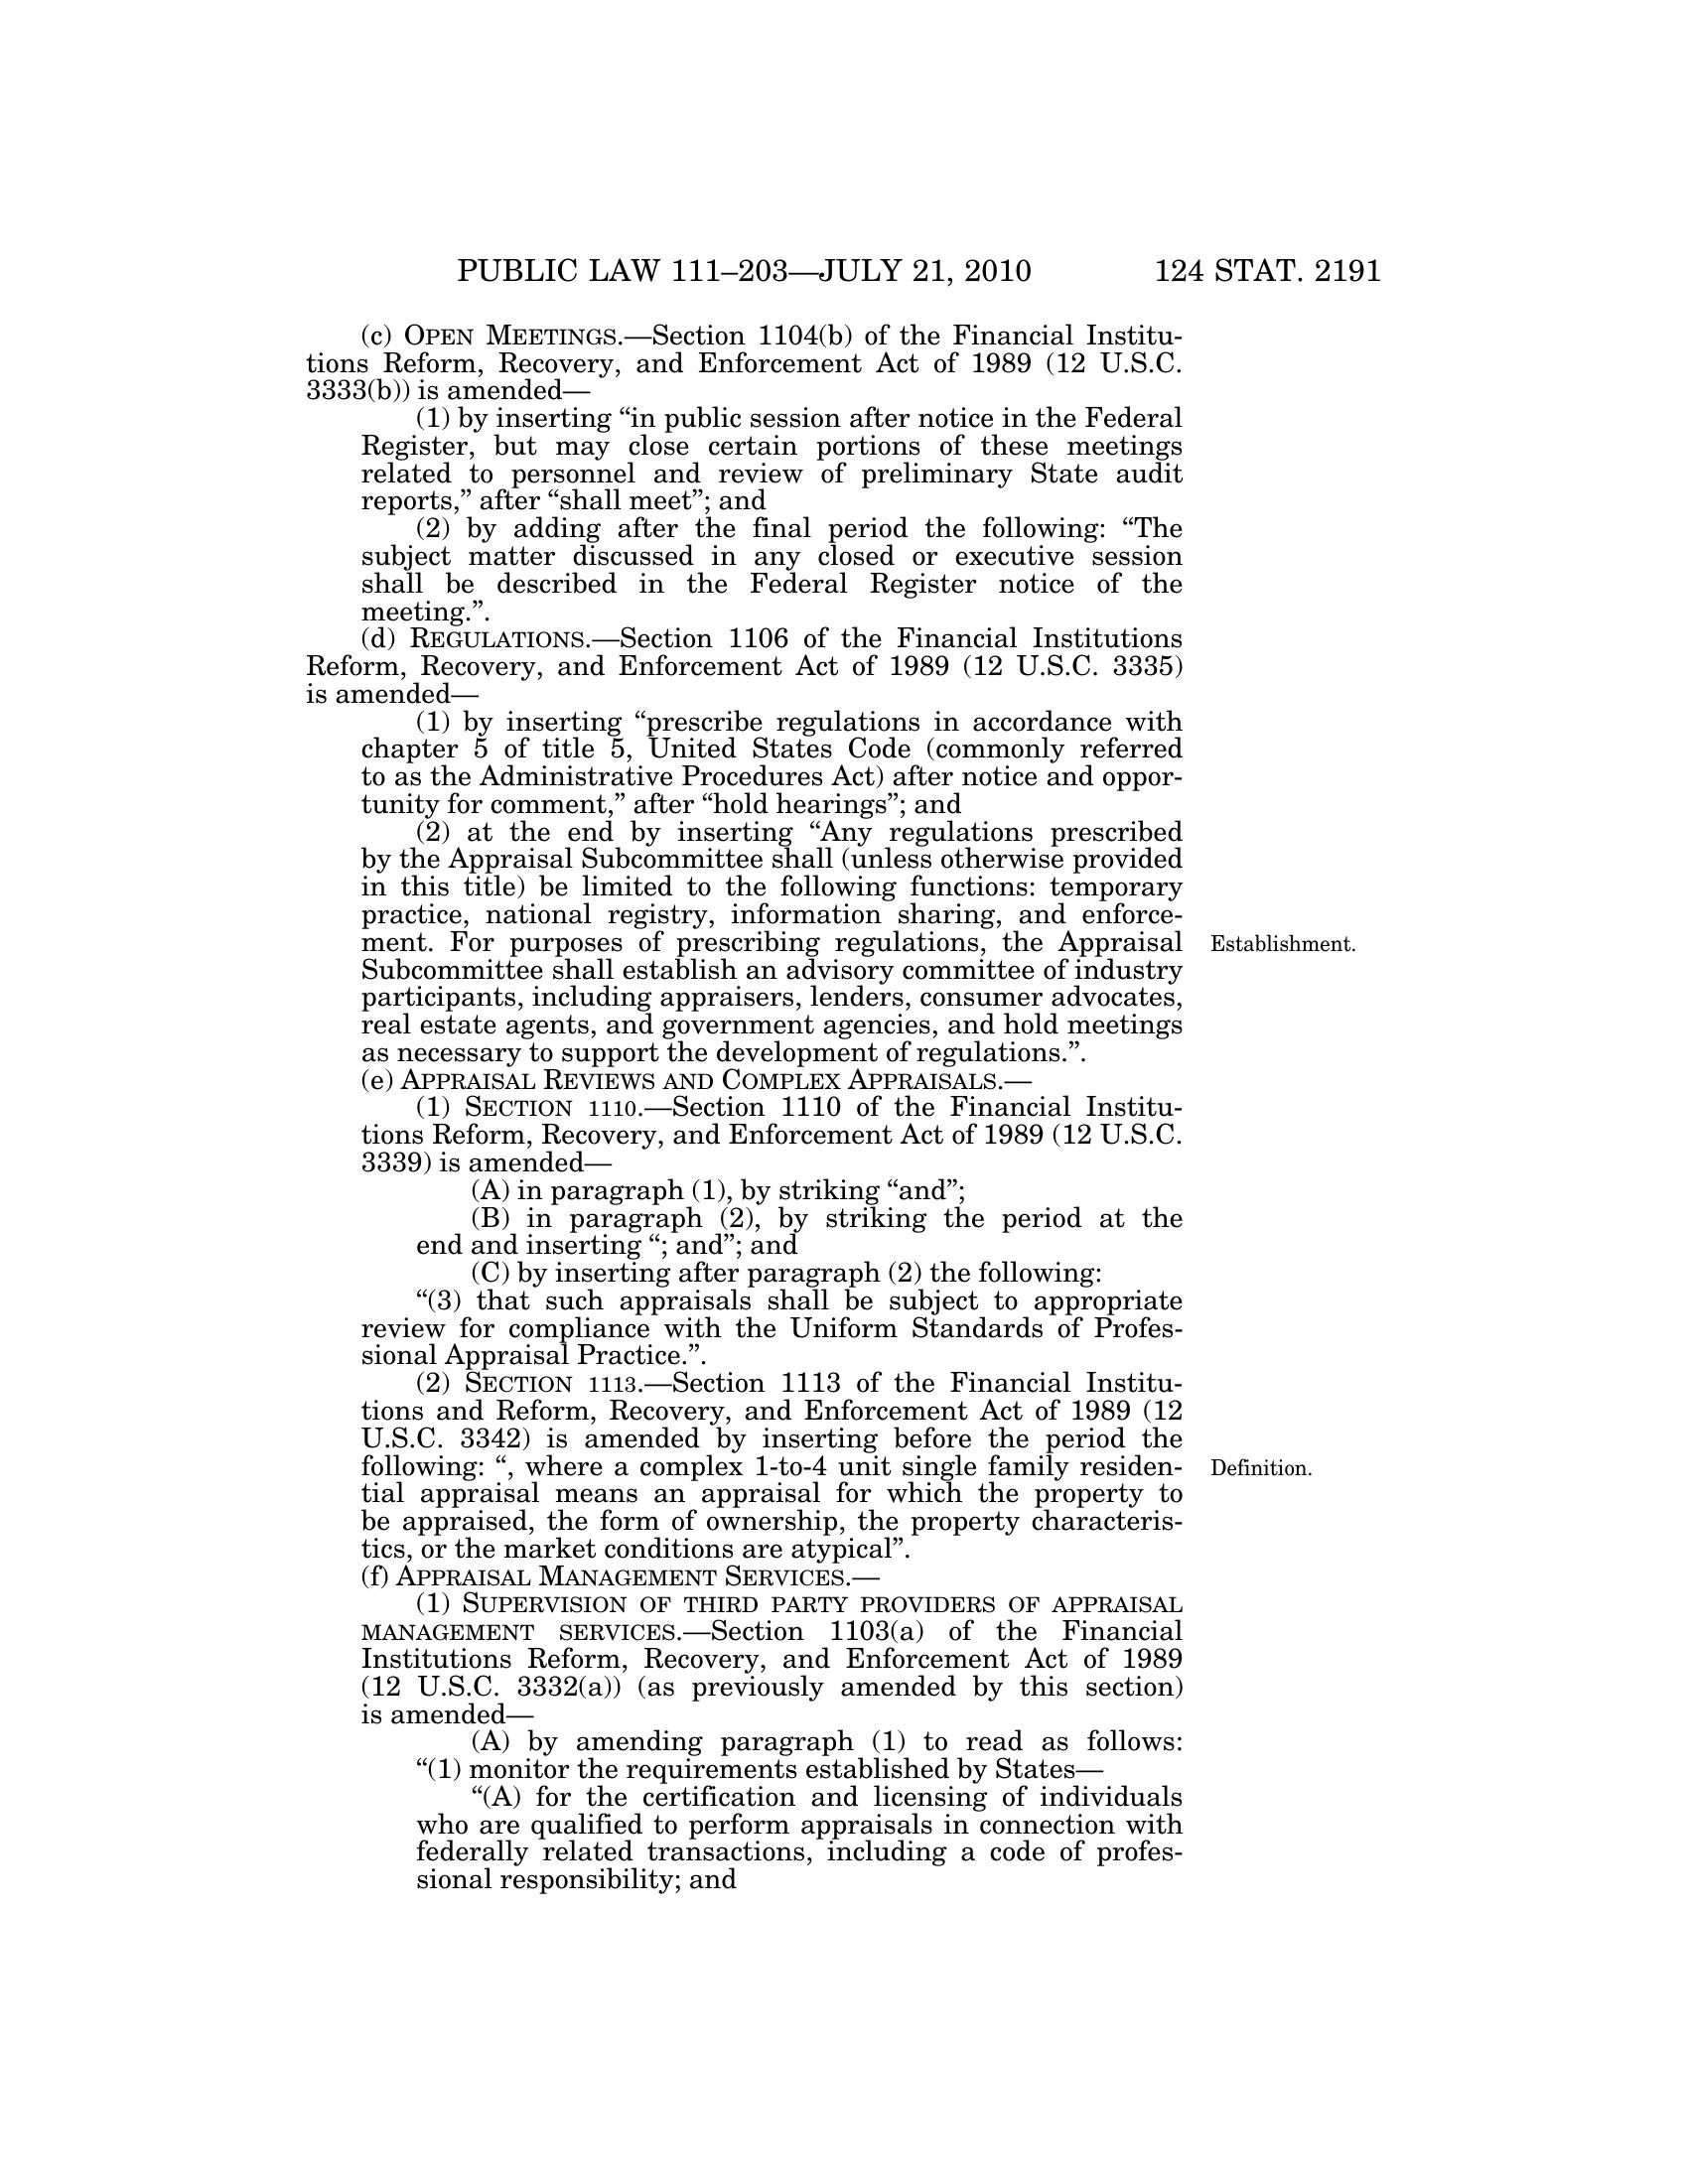 PUBLIC LAW 111–203—JULY 21, 2010 124 STAT. 2191
(c) OPEN MEETINGS.—Section 1104(b) of the Financial Institu-
tions Reform, Recovery, and Enforcement Act of 1989 (12 U.S.C.
3333(b)) is amended—
(1) by inserting “in public session after notice in the Federal
Register, but may close certain portions of these meetings
related to personnel and review of preliminary State audit
reports,” after “shall meet”; and
(2) by adding after the final period the following: “The
subject matter discussed in any closed or executive session
shall be described in the Federal Register notice of the
meeting.”.
(d) REGULATIONS.—Section 1106 of the Financial Institutions
Reform, Recovery, and Enforcement Act of 1989 (12 U.S.C. 3335)
is amended—
(1) by inserting “prescribe regulations in accordance with
chapter 5 of title 5, United States Code (commonly referred
to as the Administrative Procedures Act) after notice and oppor-
tunity for comment,” after “hold hearings”; and
(2) at the end by inserting “Any regulations prescribed
by the Appraisal Subcommittee shall (unless otherwise provided
in this title) be limited to the following functions: temporary
practice, national registry, information sharing, and enforce-
ment. For purposes of prescribing regulations, the Appraisal
Establishment.
Subcommittee shall establish an advisory committee of industry
participants, including appraisers, lenders, consumer advocates,
real estate agents, and government agencies, and hold meetings
as necessary to support the development of regulations.”.
(e) APPRAISAL REVIEWS AND COMPLEX APPRAISALS.—
(1) SECTION 1110.—Section 1110 of the Financial Institu-
tions Reform, Recovery, and Enforcement Act of 1989 (12 U.S.C.
3339) is amended—
(A) in paragraph (1), by striking “and”;
(B) in paragraph (2), by striking the period at the
end and inserting “; and”; and
(C) by inserting after paragraph (2) the following:
“(3) that such appraisals shall be subject to appropriate
review for compliance with the Uniform Standards of Profes-
sional Appraisal Practice.”.
(2) SECTION 1113.—Section 1113 of the Financial Institu-
tions and Reform, Recovery, and Enforcement Act of 1989 (12
U.S.C. 3342) is amended by inserting before the period the
following: “, where a complex 1-to-4 unit single family residen-
Definition.
tial appraisal means an appraisal for which the property to
be appraised, the form of ownership, the property characteris-
tics, or the market conditions are atypical”.
(f) APPRAISAL MANAGEMENT SERVICES.—
(1) SUPERVISION OF THIRD PARTY PROVIDERS OF APPRAISAL
MANAGEMENT SERVICES.—Section 1103(a) of the Financial
Institutions Reform, Recovery, and Enforcement Act of 1989
(12 U.S.C. 3332(a)) (as previously amended by this section)
is amended—
(A) by amending paragraph (1) to read as follows:
“(1) monitor the requirements established by States—
“(A) for the certification and licensing of individuals
who are qualified to perform appraisals in connection with
federally related transactions, including a code of profes-
sional responsibility; and